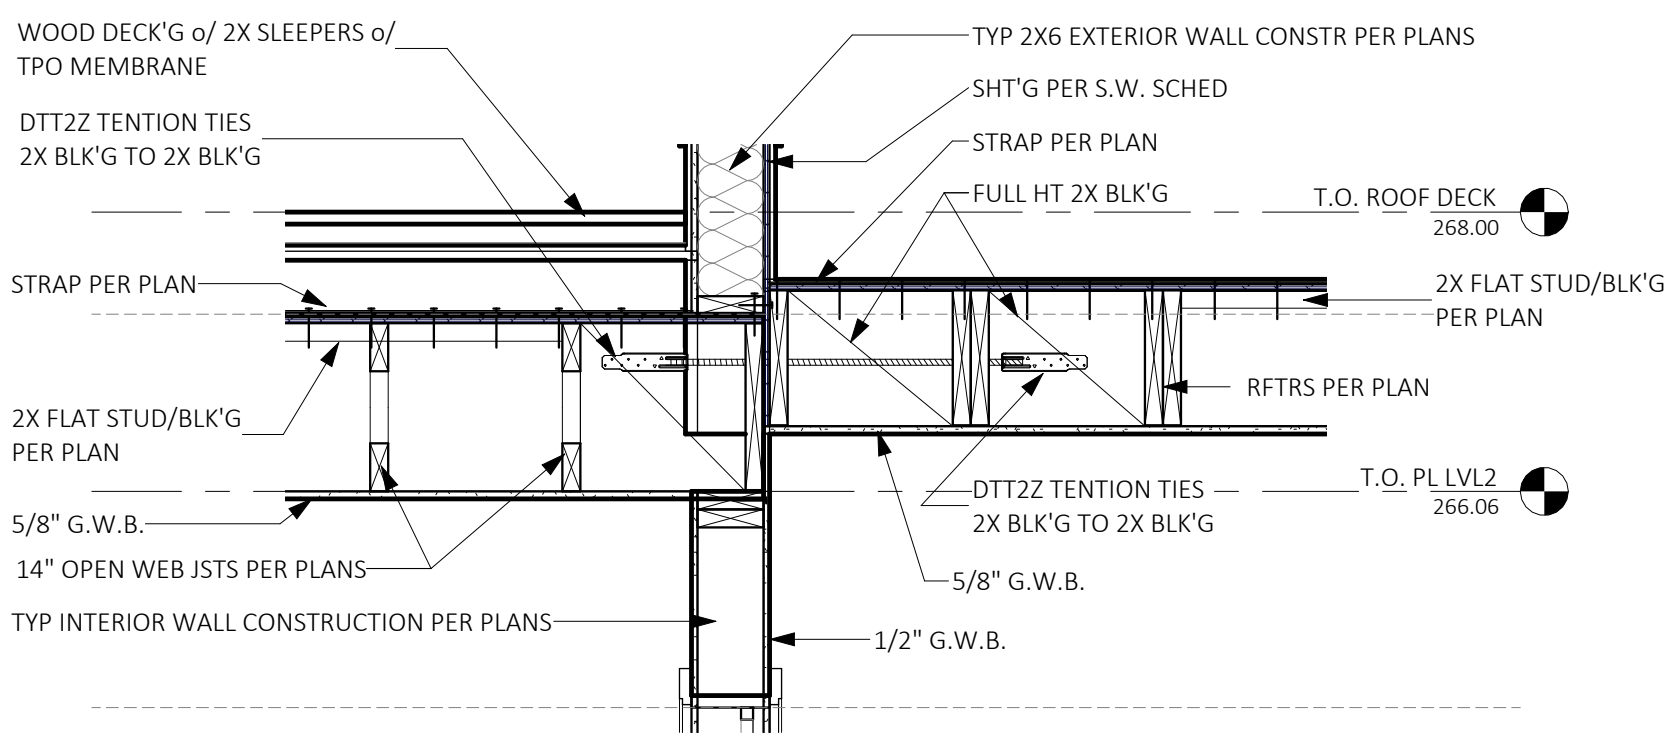 WOOD DECK'G o/ 2X SLEEPERS o/
TPO MEMBRANE
DTT2Z TENTION TIES
2X BLK'G TO 2X BLK'G
STRAP PER PLAN
2X FLAT STUD/BLK'G
PER PLAN
5/8" G.W.B.
14" OPEN WEB JSTS PER PLANS
TYP INTERIOR WALL CONSTRUCTION PER PLANS
TYP 2X6 EXTERIOR WALL CONSTR PER PLANS
SHT'G PER S.W. SCHED
STRAP PER PLAN
FULL HT 2X BLK'G
T.O. ROOF DECK
268.00
2X FLAT STUD/BLK'G
PER PLAN
RFTRS PER PLAN
T.O. PL LVL2
266.06
DTT2Z TENTION TIES
2X BLK'G TO 2X BLK'G
5/8" G.W.B.
1/2" G.W.B.